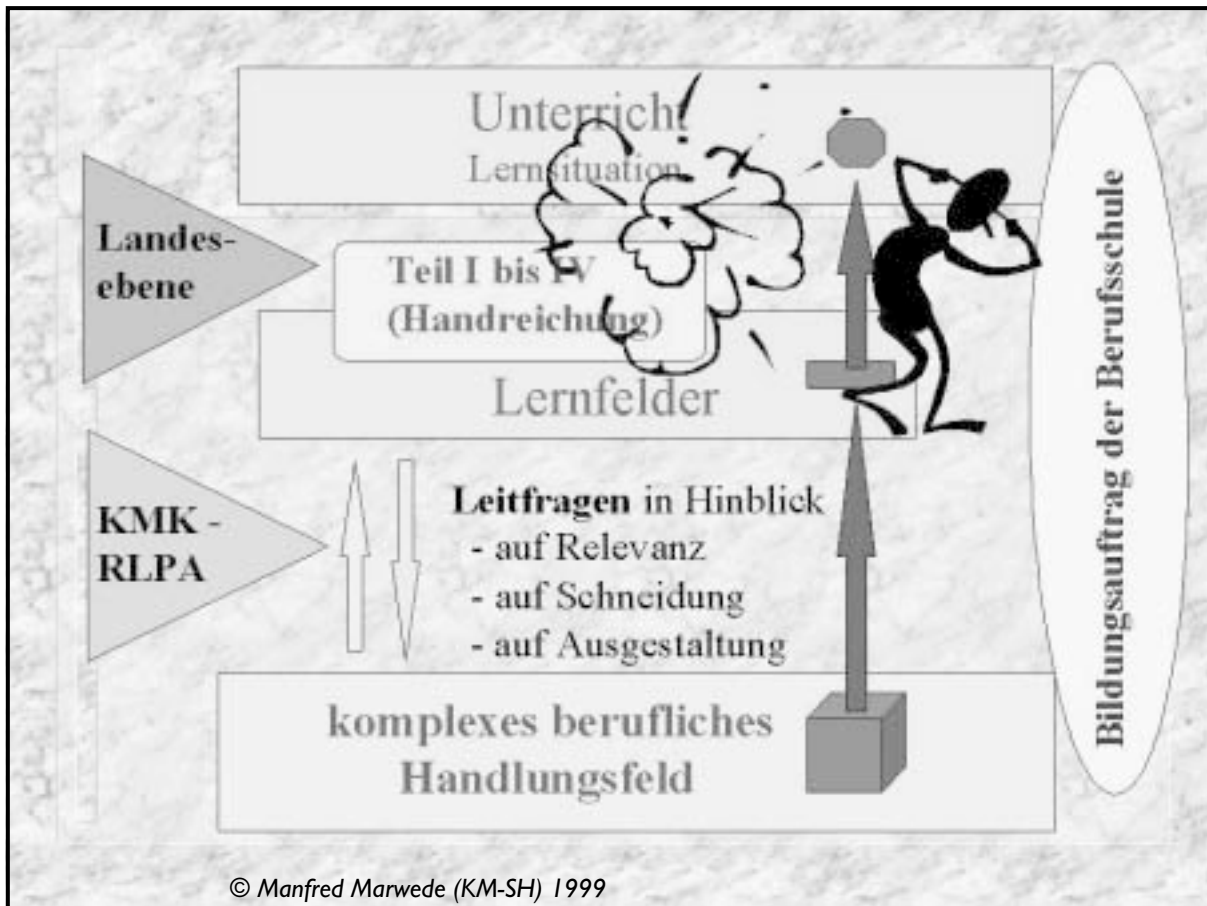 Unterricht
Lernsituation
Landes-
ebene
Teil I bis IV
(Handreichung)
Lernfelder
KMK -
RLPA
Leitfragen in Hinblick
- auf Relevanz
- auf Schneidung
- auf Ausgestaltung
komplexes berufliches
Handlungsfeld
Bildungsauftrag der Berufsschule
© Manfred Marwede (KM-SH) 1999